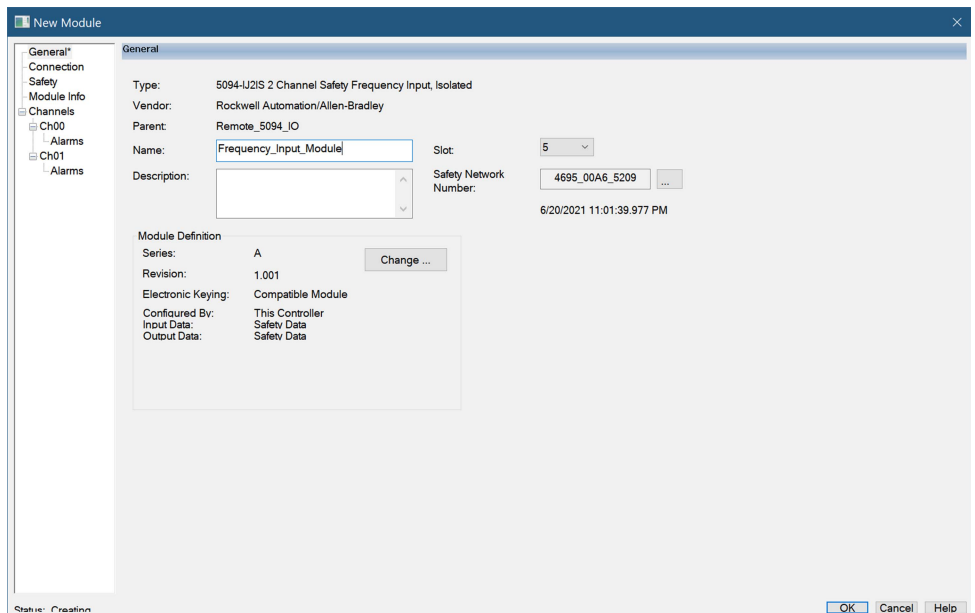 New Module
General*
Connection
Safety
Module Info
Channels
Ch00
Alarms
Ch01
Alarms
General
Type: 5094-IJ2IS 2 Channel Safety Frequency Input, Isolated
Vendor: Rockwell Automation/Allen-Bradley
Parent: Remote_5094_IO
Name: Frequency_Input_Module
Slot: 5
Description:
Safety Network
Number:
4695_00A6_5209
...
6/20/2021 11:01:39.977 PM
Module Definition
Series: A
Change ...
Revision: 1.001
Electronic Keying: Compatible Module
Configured By: This Controller
Input Data: Safety Data
Output Data: Safety Data
Status: Creating
OK Cancel Help